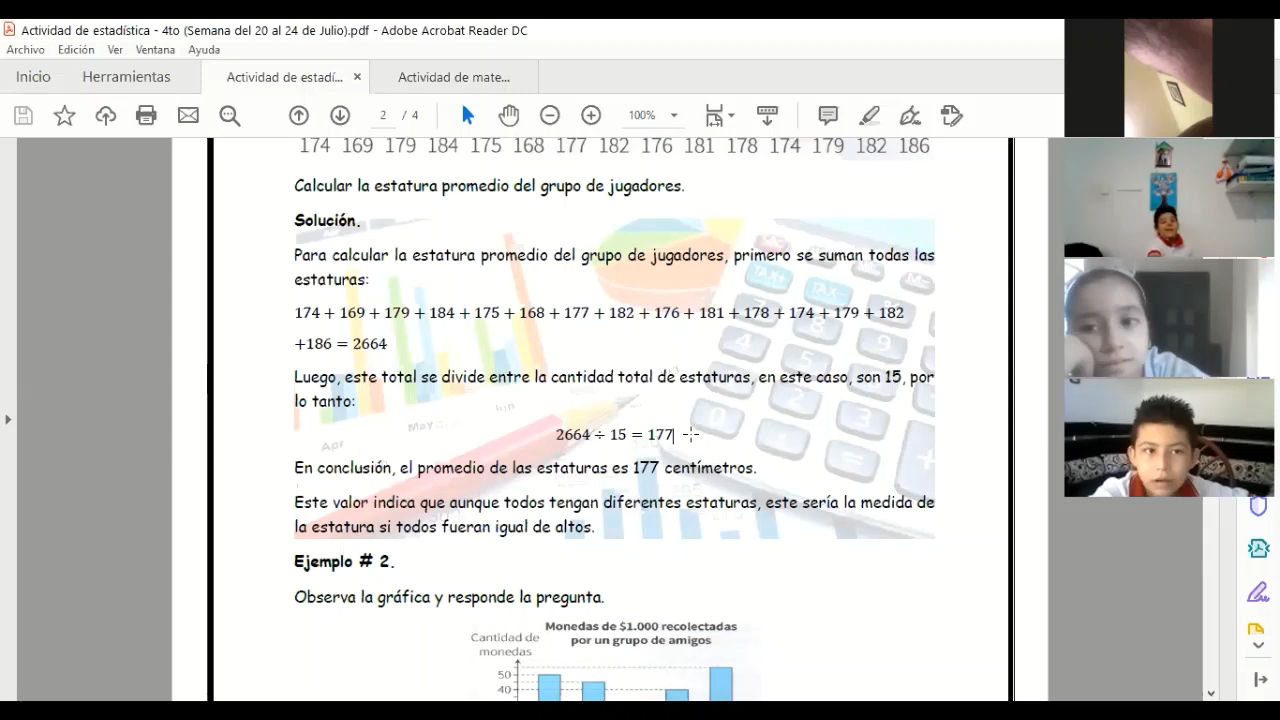 Actividad de estadística - 4to (Semana del 20 al 24 de Julio).pdf - Adobe Acrobat Reader DC
Archivo Edición Ver Ventana Ayuda
Inicio Herramientas Actividad de estadí... × Actividad de mate...
2 / 4 100%
174 169 179 184 175 168 177 182 176 181 178 174 179 182 186
Calcular la estatura promedio del grupo de jugadores.
Solución.
Para calcular la estatura promedio del grupo de jugadores, primero se suman todas las
estaturas:
174 + 169 + 179 + 184 + 175 + 168 + 177 + 182 + 176 + 181 + 178 + 174 + 179 + 182
+186 = 2664
Luego, este total se divide entre la cantidad total de estaturas, en este caso, son 15, por
lo tanto:
2664 ÷ 15 = 177
En conclusión, el promedio de las estaturas es 177 centímetros.
Este valor indica que aunque todos tengan diferentes estaturas, este sería la medida de
la estatura si todos fueran igual de altos.
Ejemplo # 2.
Observa la gráfica y responde la pregunta.
Monedas de $1.000 recolectadas
por un grupo de amigos
Cantidad de
monedas
50
40